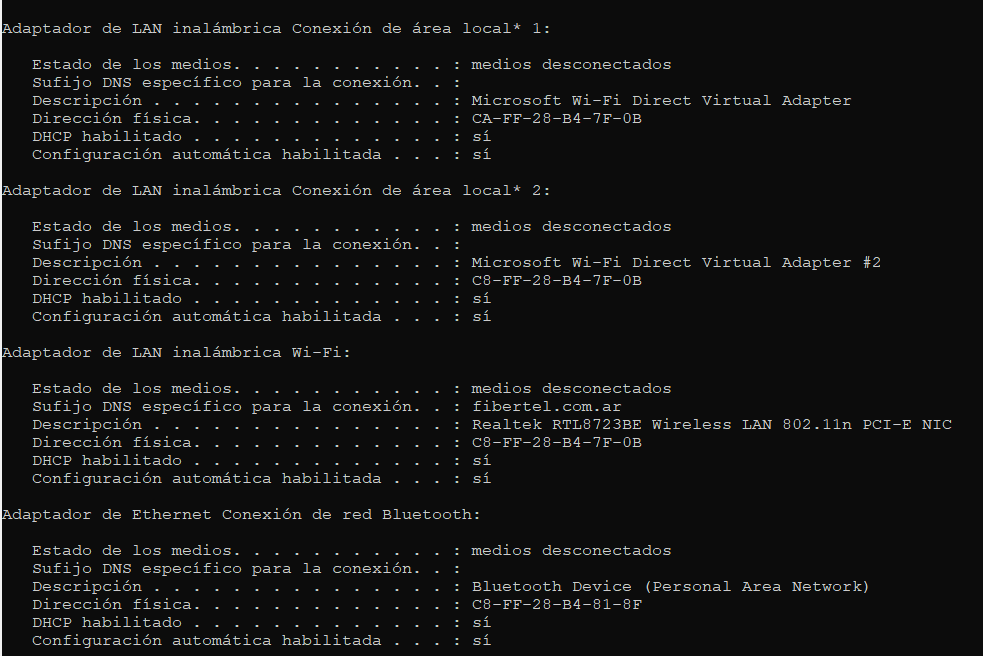 Adaptador de LAN inalámbrica Conexión de área local* 1:
Estado de los medios. . . . . . . . . . . : medios desconectados
Sufijo DNS específico para la conexión. . :
Descripción . . . . . . . . . . . . . . . : Microsoft Wi-Fi Direct Virtual Adapter
Dirección física. . . . . . . . . . . . . : CA-FF-28-B4-7F-0B
DHCP habilitado . . . . . . . . . . . . . : sí
Configuración automática habilitada . . . : sí
Adaptador de LAN inalámbrica Conexión de área local* 2:
Estado de los medios. . . . . . . . . . . : medios desconectados
Sufijo DNS específico para la conexión. . :
Descripción . . . . . . . . . . . . . . . : Microsoft Wi-Fi Direct Virtual Adapter #2
Dirección física. . . . . . . . . . . . . : C8-FF-28-B4-7F-0B
DHCP habilitado . . . . . . . . . . . . . : sí
Configuración automática habilitada . . . : sí
Adaptador de LAN inalámbrica Wi-Fi:
Estado de los medios. . . . . . . . . . . : medios desconectados
Sufijo DNS específico para la conexión. . : fibertel.com.ar
Descripción . . . . . . . . . . . . . . . : Realtek RTL8723BE Wireless LAN 802.11n PCI-E NIC
Dirección física. . . . . . . . . . . . . : C8-FF-28-B4-7F-0B
DHCP habilitado . . . . . . . . . . . . . : sí
Configuración automática habilitada . . . : sí
Adaptador de Ethernet Conexión de red Bluetooth:
Estado de los medios. . . . . . . . . . . : medios desconectados
Sufijo DNS específico para la conexión. . :
Descripción . . . . . . . . . . . . . . . : Bluetooth Device (Personal Area Network)
Dirección física. . . . . . . . . . . . . : C8-FF-28-B4-81-8F
DHCP habilitado . . . . . . . . . . . . . : sí
Configuración automática habilitada . . . : sí